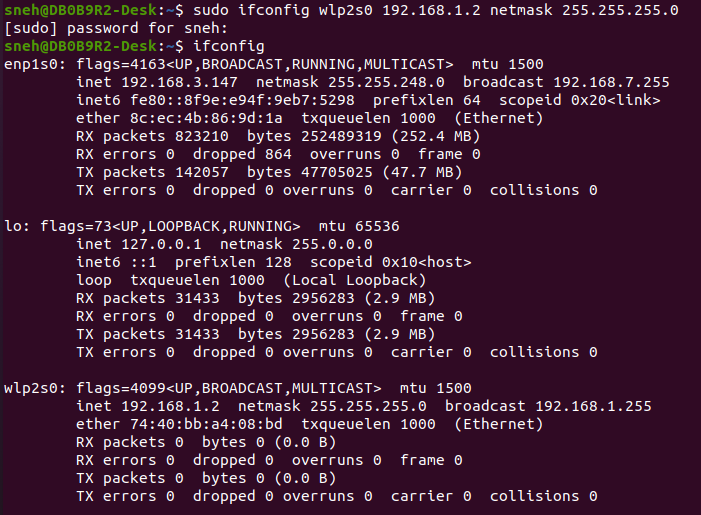 sneh@DB0B9R2-Desk:~$ sudo ifconfig wlp2s0 192.168.1.2 netmask 255.255.255.0
[sudo] password for sneh:
sneh@DB0B9R2-Desk:~$ ifconfig
enp1s0: flags=4163<UP,BROADCAST,RUNNING,MULTICAST>  mtu 1500
        inet 192.168.3.147  netmask 255.255.248.0  broadcast 192.168.7.255
        inet6 fe80::8f9e:e94f:9eb7:5298  prefixlen 64  scopeid 0x20<link>
        ether 8c:ec:4b:86:9d:1a  txqueuelen 1000  (Ethernet)
        RX packets 823210  bytes 252489319 (252.4 MB)
        RX errors 0  dropped 864  overruns 0  frame 0
        TX packets 142057  bytes 47705025 (47.7 MB)
        TX errors 0  dropped 0 overruns 0  carrier 0  collisions 0

lo: flags=73<UP,LOOPBACK,RUNNING>  mtu 65536
        inet 127.0.0.1  netmask 255.0.0.0
        inet6 ::1  prefixlen 128  scopeid 0x10<host>
        loop  txqueuelen 1000  (Local Loopback)
        RX packets 31433  bytes 2956283 (2.9 MB)
        RX errors 0  dropped 0  overruns 0  frame 0
        TX packets 31433  bytes 2956283 (2.9 MB)
        TX errors 0  dropped 0 overruns 0  carrier 0  collisions 0

wlp2s0: flags=4099<UP,BROADCAST,MULTICAST>  mtu 1500
        inet 192.168.1.2  netmask 255.255.255.0  broadcast 192.168.1.255
        ether 74:40:bb:a4:08:bd  txqueuelen 1000  (Ethernet)
        RX packets 0  bytes 0 (0.0 B)
        RX errors 0  dropped 0  overruns 0  frame 0
        TX packets 0  bytes 0 (0.0 B)
        TX errors 0  dropped 0 overruns 0  carrier 0  collisions 0